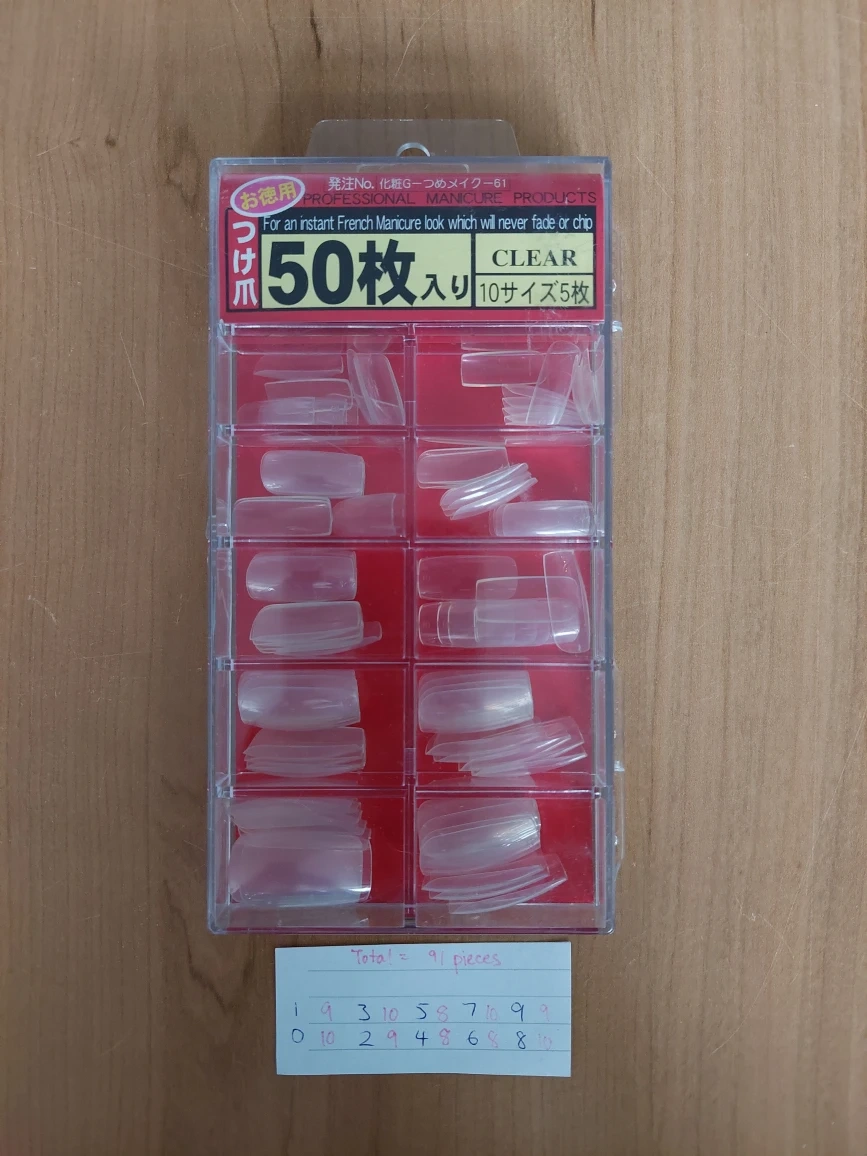 発注No. 化粧G-つめメイク-61
お徳用
PROFESSIONAL MANICURE PRODUCTS
つけ爪
For an instant French Manicure look which will never fade or chip
50枚入り
CLEAR
10サイズ5枚
Total = 91 pieces
1 9 3 10 5 8 7 10 9 9
0 10 2 9 4 8 6 8 8 10